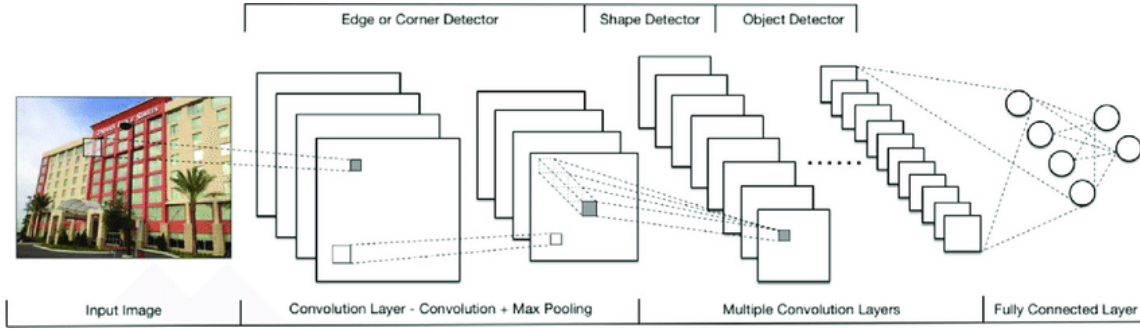 Edge or Corner Detector
Shape Detector
Object Detector
Input Image
Convolution Layer - Convolution + Max Pooling
Multiple Convolution Layers
Fully Connected Layer